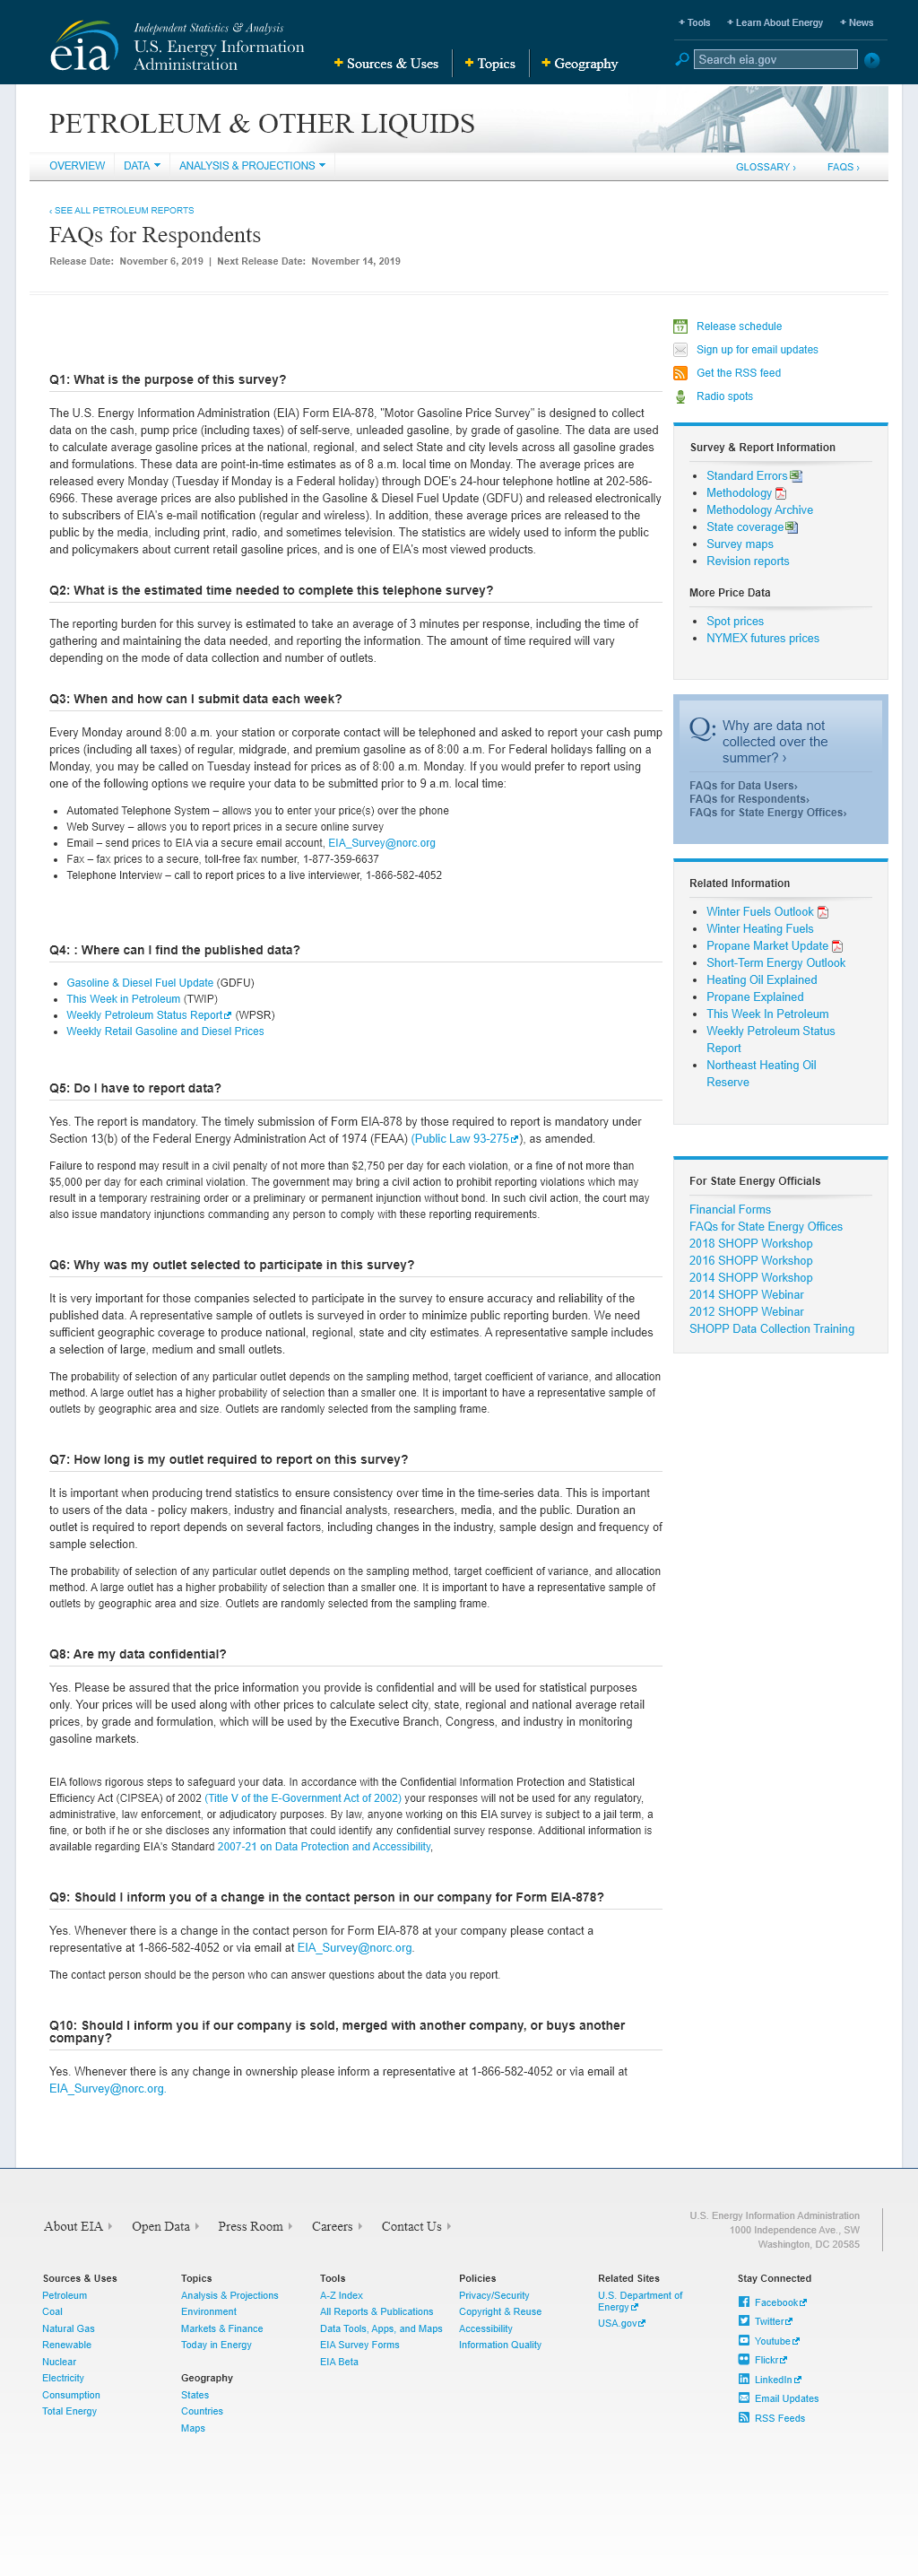 Independent Statistics & Analysis
eia U.S. Energy Information
Administration
Sources & Uses
Topics
Geography
Tools
Learn About Energy
News
Search eia.gov
PETROLEUM & OTHER LIQUIDS
OVERVIEW
DATA
ANALYSIS & PROJECTIONS
GLOSSARY ›
FAQS ›
‹ SEE ALL PETROLEUM REPORTS
FAQs for Respondents
Release Date: November 6, 2019 | Next Release Date: November 14, 2019
Q1: What is the purpose of this survey?
The U.S. Energy Information Administration (EIA) Form EIA-878, "Motor Gasoline Price Survey" is designed to collect
data on the cash, pump price (including taxes) of self-serve, unleaded gasoline, by grade of gasoline. The data are used
to calculate average gasoline prices at the national, regional, and select State and city levels across all gasoline grades
and formulations. These data are point-in-time estimates as of 8 a.m. local time on Monday. The average prices are
released every Monday (Tuesday if Monday is a federal holiday) through DOE's 24-hour telephone hotline at 202-586-
6966. These average prices are also published in the Gasoline & Diesel Fuel Update (GDFU) and released electronically
to subscribers of EIA's e-mail notification (regular and wireless). In addition, these average prices are released to the
public by the media, including print, radio, and sometimes television. The statistics are widely used to inform the public
and policymakers about current retail gasoline prices, and is one of EIA's most viewed products.
Q2: What is the estimated time needed to complete this telephone survey?
The reporting burden for this survey is estimated to take an average of 3 minutes per response, including the time of
gathering and maintaining the data needed, and reporting the information. The amount of time required will vary
depending on the mode of data collection and number of outlets.
Q3: When and how can I submit data each week?
Every Monday around 8:00 a.m. your station or corporate contact will be telephoned and asked to report your cash pump
prices (including all taxes) of regular, midgrade, and premium gasoline as of 8:00 a.m. For Federal holidays falling on a
Monday, you may be called on Tuesday instead for prices as of 8:00 a.m. If you would prefer to report using
one of the following options we require your data to be submitted prior to 9 a.m. local time:
Automated Telephone System – allows you to enter your price(s) over the phone
Web Survey – allows you to report prices in a secure online survey
Email – send prices to EIA via a secure email account, EIA_Survey@norc.org
Fax – fax prices to a secure, toll-free fax number, 1-877-359-6637
Telephone Interview – call to report prices to a live interviewer, 1-866-582-4052
Q4: : Where can I find the published data?
Gasoline & Diesel Fuel Update (GDFU)
This Week in Petroleum (TWIP)
Weekly Petroleum Status Report (WPSR)
Weekly Retail Gasoline and Diesel Prices
Q5: Do I have to report data?
Yes. The report is mandatory. The timely submission of Form EIA-878 by those required to report is mandatory under
Section 13(b) of the Federal Energy Administration Act of 1974 (FEAA) (Public Law 93-275), as amended.
Failure to respond may result in a civil penalty of not more than $2,750 per day for each violation, or a fine of not more than
$5,000 per day for each criminal violation. The government may bring a civil action to prohibit reporting violations which may
result in a temporary restraining order or a preliminary or permanent injunction without bond. In such civil action, the court may
also issue mandatory injunctions commanding any person to comply with these reporting requirements.
Q6: Why was my outlet selected to participate in this survey?
It is very important for those companies selected to participate in the survey to ensure accuracy and reliability of the
published data. A representative sample of outlets is surveyed in order to minimize public reporting burden. We need
sufficient geographic coverage to produce national, regional, state and city estimates. A representative sample includes
a selection of large, medium and small outlets.
The probability of selection of any particular outlet depends on the sampling method, target coefficient of variance, and allocation
method. A large outlet has a higher probability of selection than a smaller one. It is important to have a representative sample of
outlets by geographic area and size. Outlets are randomly selected from the sampling frame.
Q7: How long is my outlet required to report on this survey?
It is important when producing trend statistics to ensure consistency over time in the time-series data. This is important
to users of the data - policy makers, industry and financial analysts, researchers, media, and the public. Duration an
outlet is required to report depends on several factors, including changes in the industry, sample design and frequency of
sample selection.
The probability of selection of any particular outlet depends on the sampling method, target coefficient of variance, and allocation
method. A large outlet has a higher probability of selection than a smaller one. It is important to have a representative sample of
outlets by geographic area and size. Outlets are randomly selected from the sampling frame.
Q8: Are my data confidential?
Yes. Please be assured that the price information you provide is confidential and will be used for statistical purposes
only. Your prices will be used along with other prices to calculate select city, state, regional and national average retail
prices, by grade and formulation, which will be used by the Executive Branch, Congress, and industry in monitoring
gasoline markets.
EIA follows rigorous steps to safeguard your data. In accordance with the Confidential Information Protection and Statistical
Efficiency Act (CIPSEA) of 2002 (Title V of the E-Government Act of 2002) your responses will not be used for any regulatory,
administrative, law enforcement, or adjudicatory purposes. By law, anyone working on this EIA survey is subject to a jail term, a
fine, or both if he or she discloses any information that could identify any confidential survey response. Additional information is
available regarding EIA's Standard 2007-21 on Data Protection and Accessibility,
Q9: Should I inform you of a change in the contact person in our company for Form EIA-878?
Yes. Whenever there is a change in the contact person for Form EIA-878 at your company please contact a
representative at 1-866-582-4052 or via email at EIA_Survey@norc.org.
The contact person should be the person who can answer questions about the data you report.
Q10: Should I inform you if our company is sold, merged with another company, or buys another
company?
Yes. Whenever there is any change in ownership please inform a representative at 1-866-582-4052 or via email at
EIA_Survey@norc.org.
Release schedule
Sign up for email updates
Get the RSS feed
Radio spots
Survey & Report Information
Standard Errors
Methodology
Methodology Archive
State coverage
Survey maps
Revision reports
More Price Data
Spot prices
NYMEX futures prices
Q: Why are data not
collected over the
summer? ›
FAQs for Data Users›
FAQs for Respondents›
FAQs for State Energy Offices›
Related Information
Winter Fuels Outlook
Winter Heating Fuels
Propane Market Update
Short-Term Energy Outlook
Heating Oil Explained
Propane Explained
This Week In Petroleum
Weekly Petroleum Status
Report
Northeast Heating Oil
Reserve
For State Energy Officials
Financial Forms
FAQs for State Energy Offices
2018 SHOPP Workshop
2016 SHOPP Workshop
2014 SHOPP Workshop
2014 SHOPP Webinar
2012 SHOPP Webinar
SHOPP Data Collection Training
About EIA
Open Data
Press Room
Careers
Contact Us
U.S. Energy Information Administration
1000 Independence Ave., SW
Washington, DC 20585
Sources & Uses
Petroleum
Coal
Natural Gas
Renewable
Nuclear
Electricity
Consumption
Total Energy
Topics
Analysis & Projections
Environment
Markets & Finance
Today in Energy
Geography
States
Countries
Maps
Tools
A-Z Index
All Reports & Publications
Data Tools, Apps, and Maps
EIA Survey Forms
EIA Beta
Policies
Privacy/Security
Copyright & Reuse
Accessibility
Information Quality
Related Sites
U.S. Department of
Energy
USA.gov
Stay Connected
Facebook
Twitter
Youtube
Flickr
LinkedIn
Email Updates
RSS Feeds